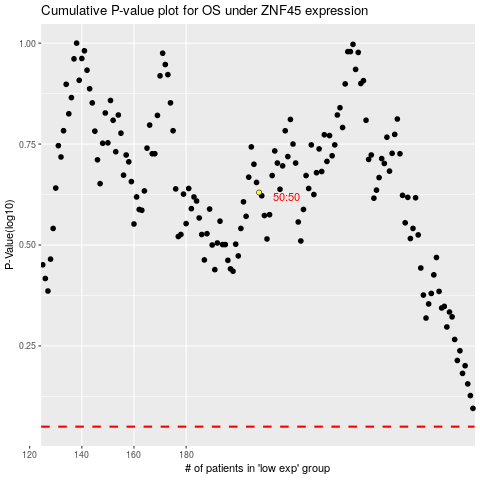 Cumulative P-value plot for OS under ZNF45 expression
P-Value(log10)
1.00
0.75
0.50
0.25
50:50
120 140 160 180
# of patients in 'low exp' group